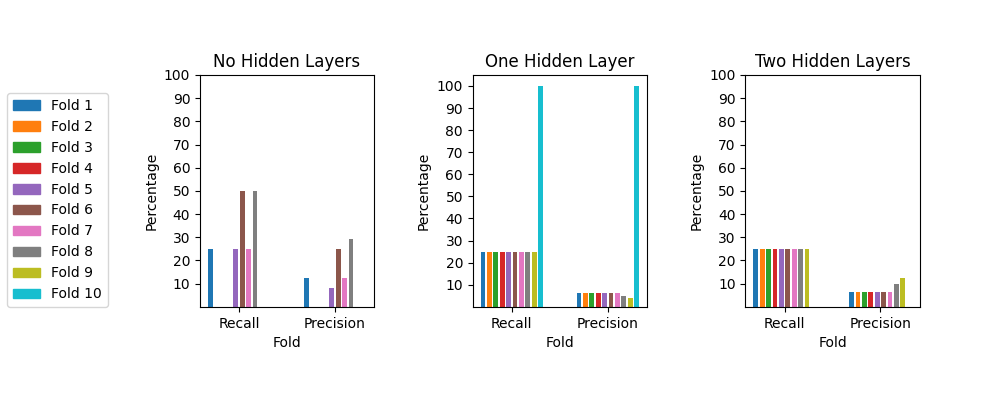 Fold 1
Fold 2
Fold 3
Fold 4
Fold 5
Fold 6
Fold 7
Fold 8
Fold 9
Fold 10
No Hidden Layers
100
90
80
70
60
50
40
30
20
10
Percentage
Recall Precision
Fold
One Hidden Layer
100
90
80
70
60
50
40
30
20
10
Percentage
Recall Precision
Fold
Two Hidden Layers
100
90
80
70
60
50
40
30
20
10
Percentage
Recall Precision
Fold